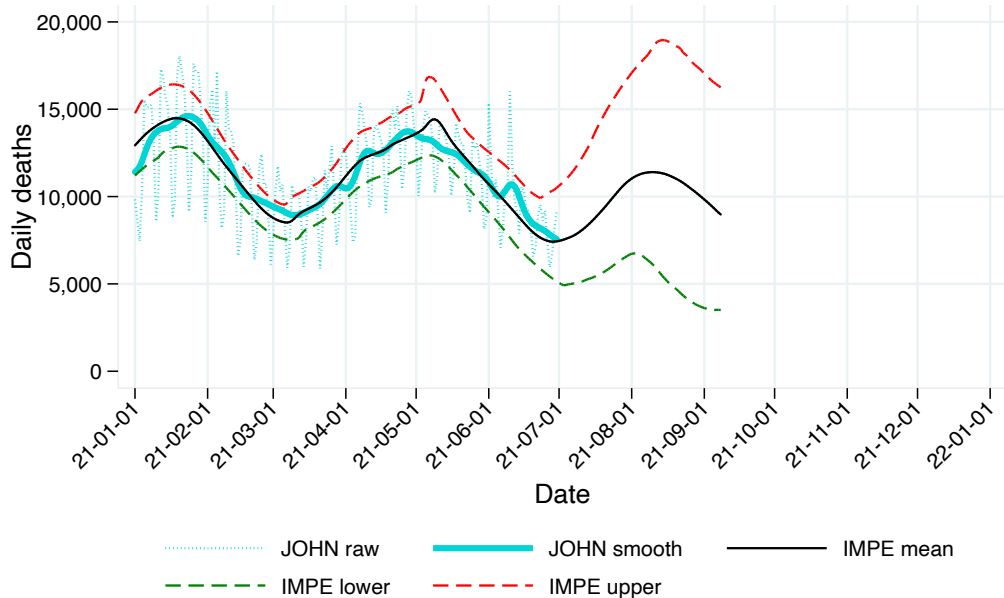 20,000
15,000
10,000
5,000
0
Daily deaths
21-01-01
21-02-01
21-03-01
21-04-01
21-05-01
21-06-01
21-07-01
21-08-01
21-09-01
21-10-01
21-11-01
21-12-01
22-01-01
Date
JOHN raw
JOHN smooth
IMPE mean
IMPE lower
IMPE upper